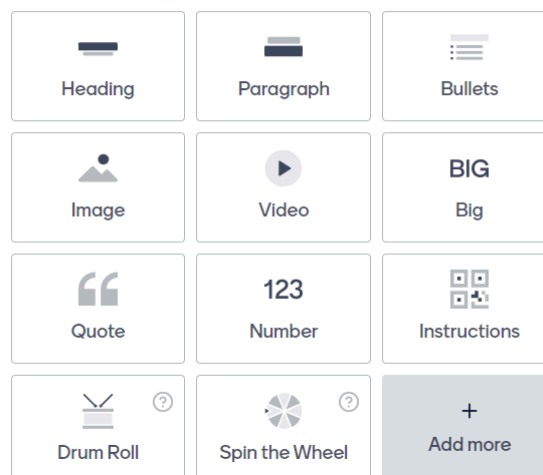 Heading
Paragraph
Bullets
Image
Video
BIG
Big
Quote
123
Number
Instructions
?
Drum Roll
?
Spin the Wheel
+
Add more